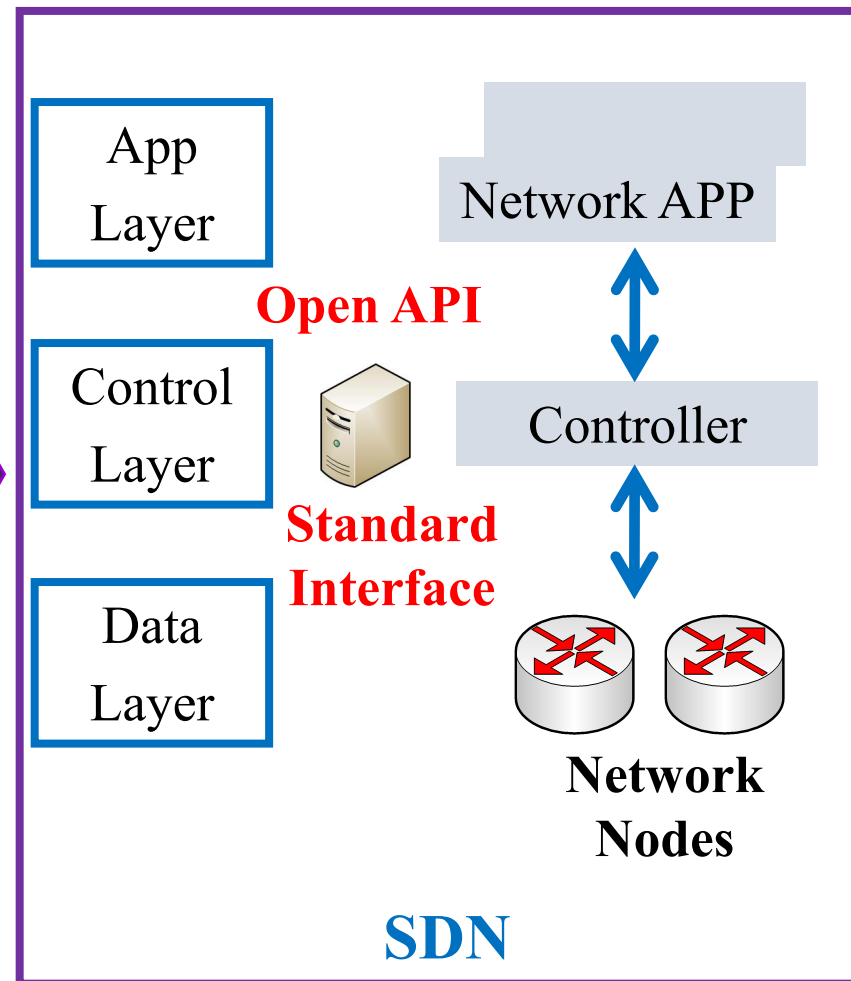 App
Layer
Network APP
Open API
Control
Layer
Controller
Standard
Interface
Data
Layer
Network
Nodes
SDN